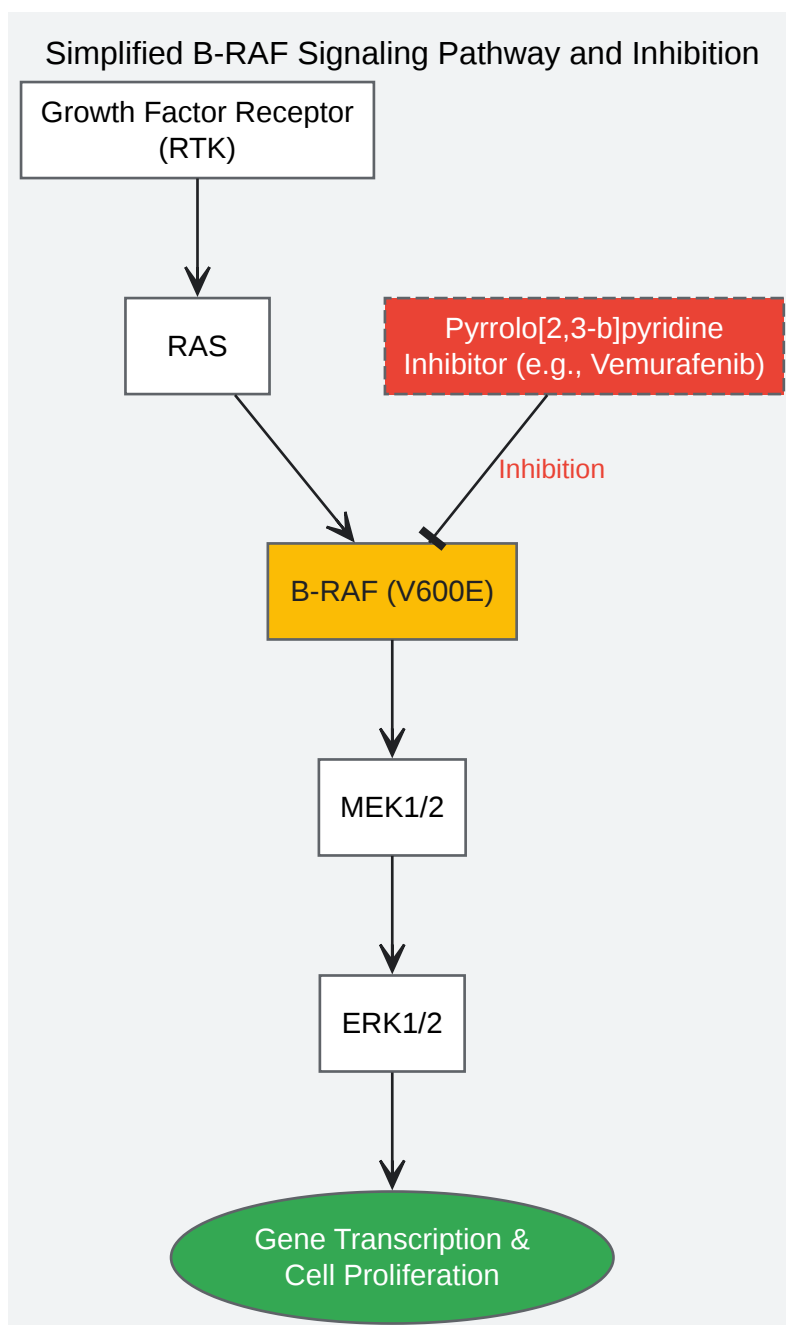 Simplified B-RAF Signaling Pathway and Inhibition
Growth Factor Receptor
(RTK)
RAS
Pyrrolo[2,3-b]pyridine
Inhibitor (e.g., Vemurafenib)
Inhibition
B-RAF (V600E)
MEK1/2
ERK1/2
Gene Transcription &
Cell Proliferation